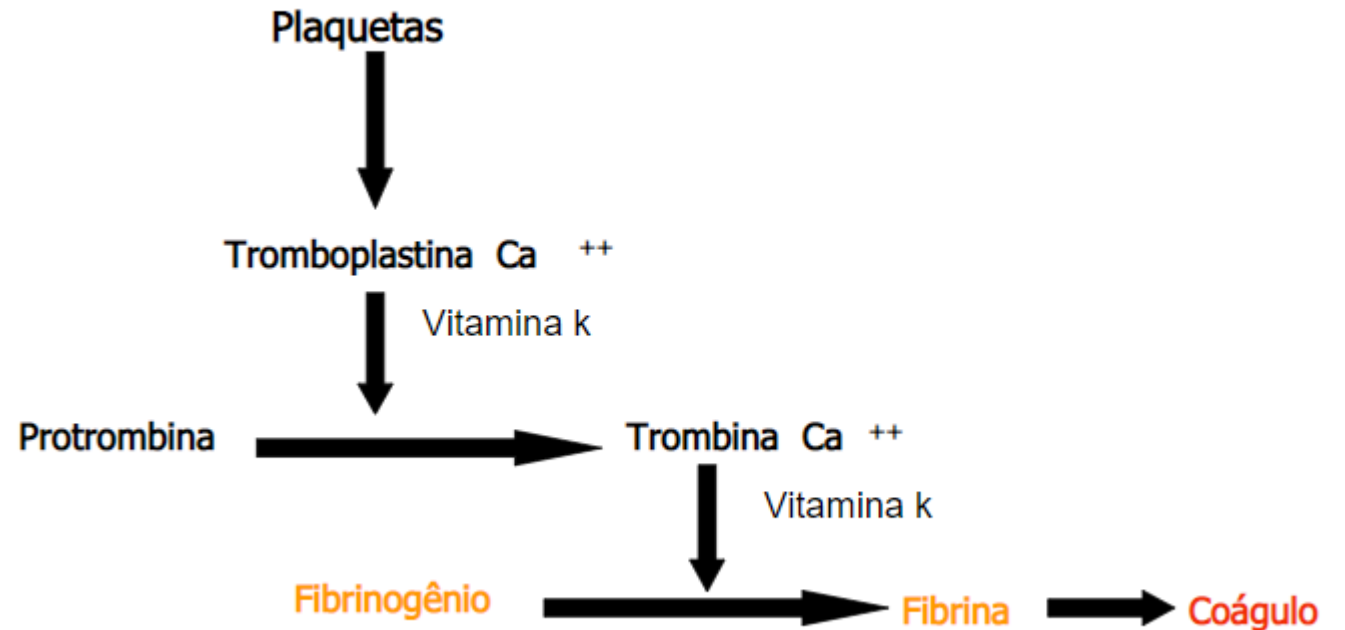 Plaquetas
Tromboplastina Ca ++
Vitamina k
Protrombina
Trombina Ca ++
Vitamina k
Fibrinogênio
Fibrina
Coágulo